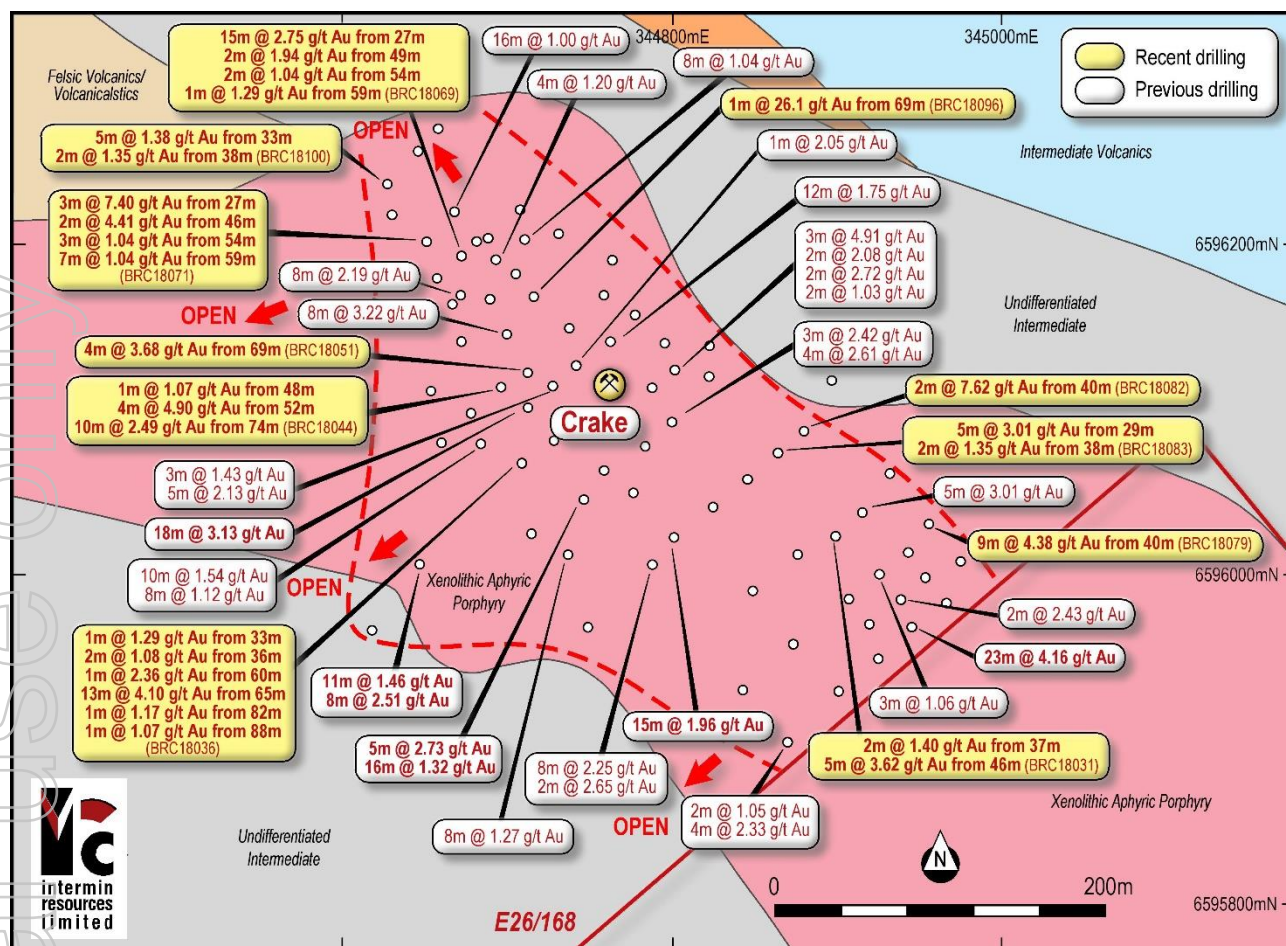 344800mE
345000mE
15m @ 2.75 g/t Au from 27m
2m @ 1.94 g/t Au from 49m
2m @ 1.04 g/t Au from 54m
1m @ 1.29 g/t Au from 59m (BRC18069)
16m @ 1.00 g/t Au
4m @ 1.20 g/t Au
8m @ 1.04 g/t Au
1m @ 26.1 g/t Au from 69m (BRC18096)
Recent drilling
Previous drilling
Felsic Volcanics/
Volcanicalstics
OPEN
5m @ 1.38 g/t Au from 33m
2m @ 1.35 g/t Au from 38m (BRC18100)
1m @ 2.05 g/t Au
Intermediate Volcanics
12m @ 1.75 g/t Au
3m @ 7.40 g/t Au from 27m
2m @ 4.41 g/t Au from 46m
3m @ 1.04 g/t Au from 54m
7m @ 1.04 g/t Au from 59m
(BRC18071)
3m @ 4.91 g/t Au
2m @ 2.08 g/t Au
2m @ 2.72 g/t Au
2m @ 1.03 g/t Au
6596200mN
8m @ 2.19 g/t Au
OPEN
8m @ 3.22 g/t Au
Undifferentiated
Intermediate
3m @ 2.42 g/t Au
4m @ 2.61 g/t Au
4m @ 3.68 g/t Au from 69m (BRC18051)
1m @ 1.07 g/t Au from 48m
4m @ 4.90 g/t Au from 52m
10m @ 2.49 g/t Au from 74m (BRC18044)
Crake
2m @ 7.62 g/t Au from 40m (BRC18082)
5m @ 3.01 g/t Au from 29m
2m @ 1.35 g/t Au from 38m (BRC18083)
3m @ 1.43 g/t Au
5m @ 2.13 g/t Au
5m @ 3.01 g/t Au
18m @ 3.13 g/t Au
9m @ 4.38 g/t Au from 40m (BRC18079)
10m @ 1.54 g/t Au
8m @ 1.12 g/t Au
OPEN
Xenolithic Aphyric
Porphyry
6596000mN
2m @ 2.43 g/t Au
1m @ 1.29 g/t Au from 33m
2m @ 1.08 g/t Au from 36m
1m @ 2.36 g/t Au from 60m
13m @ 4.10 g/t Au from 65m
1m @ 1.17 g/t Au from 82m
1m @ 1.07 g/t Au from 88m
(BRC18036)
23m @ 4.16 g/t Au
11m @ 1.46 g/t Au
8m @ 2.51 g/t Au
3m @ 1.06 g/t Au
15m @ 1.96 g/t Au
5m @ 2.73 g/t Au
16m @ 1.32 g/t Au
2m @ 1.40 g/t Au from 37m
5m @ 3.62 g/t Au from 46m (BRC18031)
8m @ 2.25 g/t Au
2m @ 2.65 g/t Au
OPEN
2m @ 1.05 g/t Au
4m @ 2.33 g/t Au
Xenolithic Aphyric Porphyry
8m @ 1.27 g/t Au
Undifferentiated
Intermediate
N
0
200m
E26/168
6595800mN
intermin
resources
limited